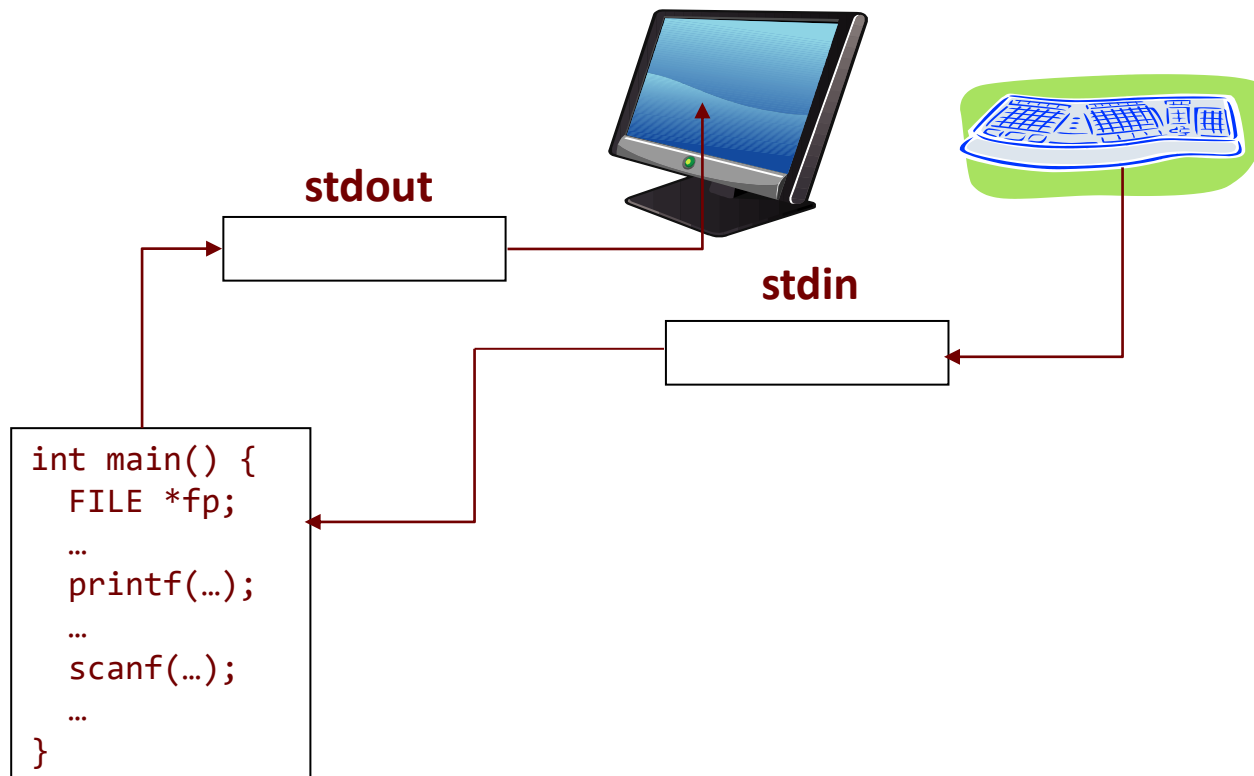 stdout
stdin
int main() {
  FILE *fp;
  …
  printf(…);
  …
  scanf(…);
  …
}